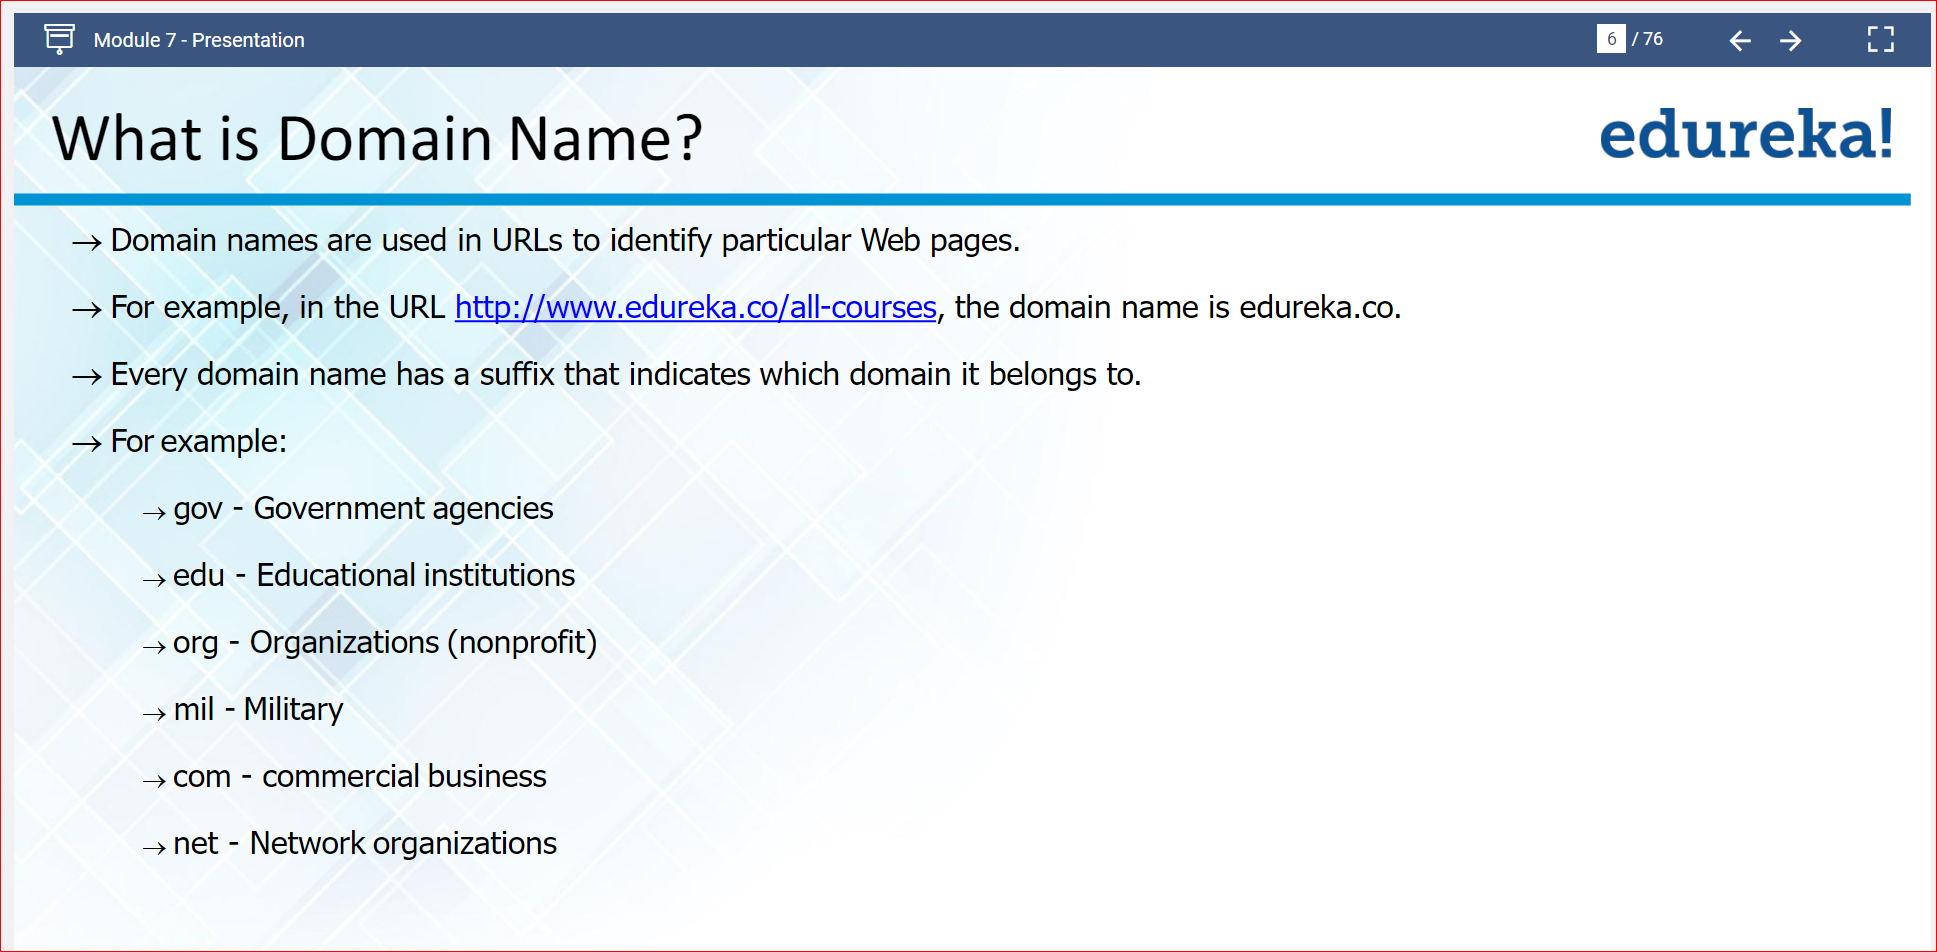 Module 7 - Presentation
6 / 76
What is Domain Name?
edureka!
→ Domain names are used in URLs to identify particular Web pages.
→ For example, in the URL http://www.edureka.co/all-courses, the domain name is edureka.co.
→ Every domain name has a suffix that indicates which domain it belongs to.
→ For example:
→ gov - Government agencies
→ edu - Educational institutions
→ org - Organizations (nonprofit)
→ mil - Military
→ com - commercial business
→ net - Network organizations